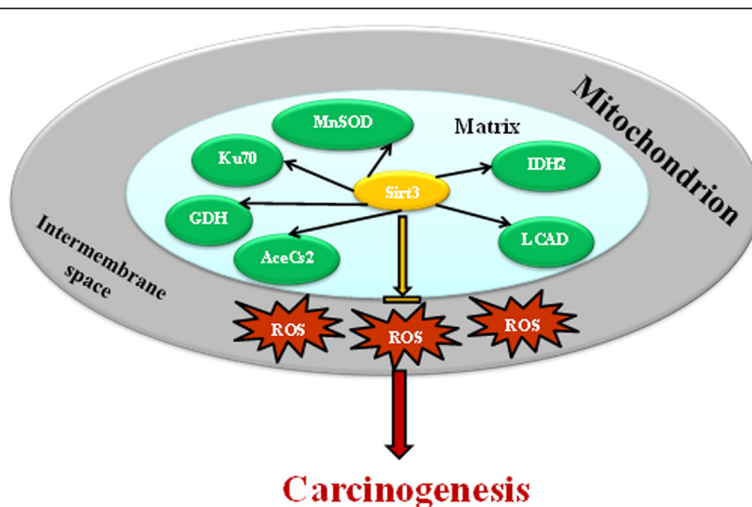 Mitochondrion
MnSOD
Matrix
Ku70
IDH2
Sirt3
GDH
LCAD
AceCs2
Intermembrane
space
ROS
ROS
ROS
Carcinogenesis